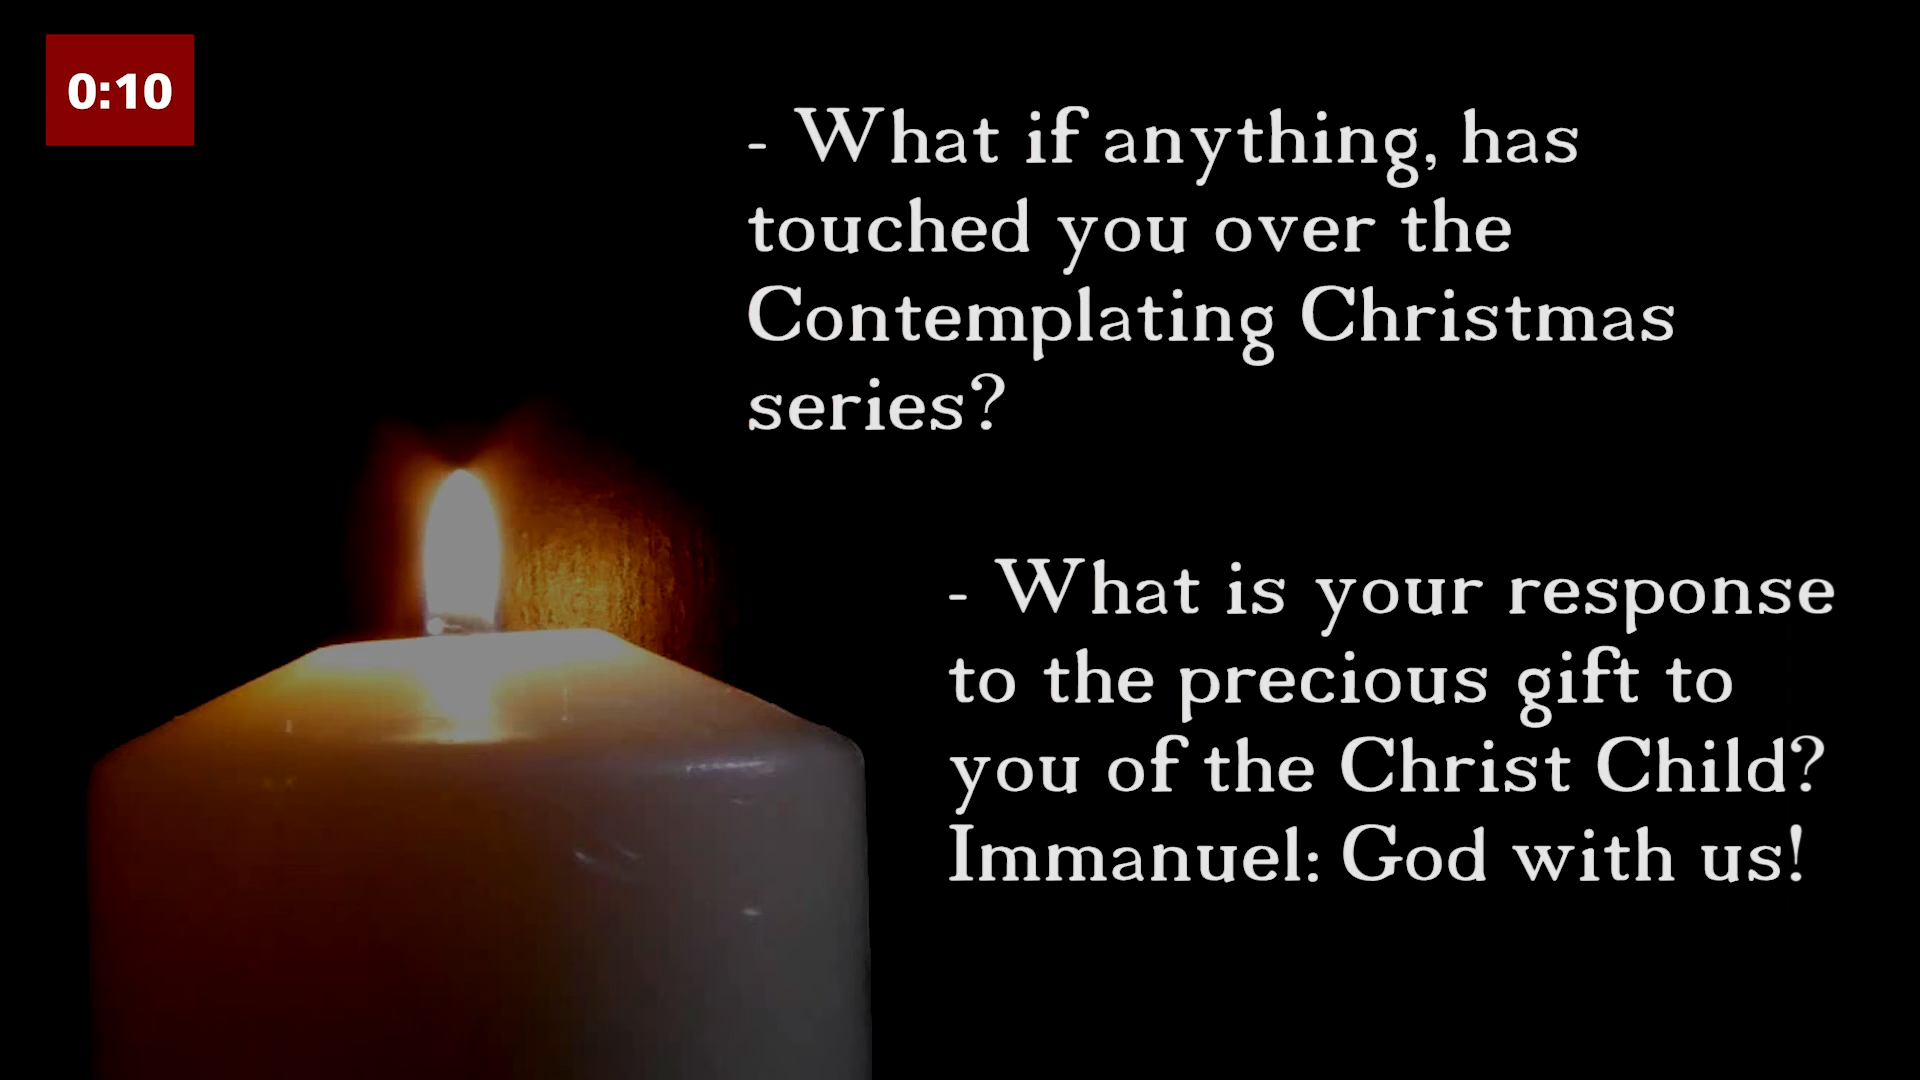 0:10
- What if anything, has
touched you over the
Contemplating Christmas
series?
- What is your response
to the precious gift to
you of the Christ Child?
Immanuel: God with us!